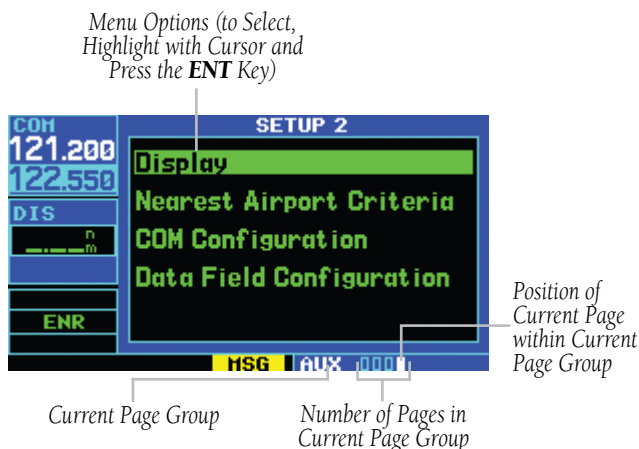 Menu Options (to Select,
Highlight with Cursor and
Press the ENT Key)
COM
121.200
122.550
DIS
__.__ n m
ENR
SETUP 2
Display
Nearest Airport Criteria
COM Configuration
Data Field Configuration
MSG AUX
Position of
Current Page
within Current
Page Group
Current Page Group
Number of Pages in
Current Page Group